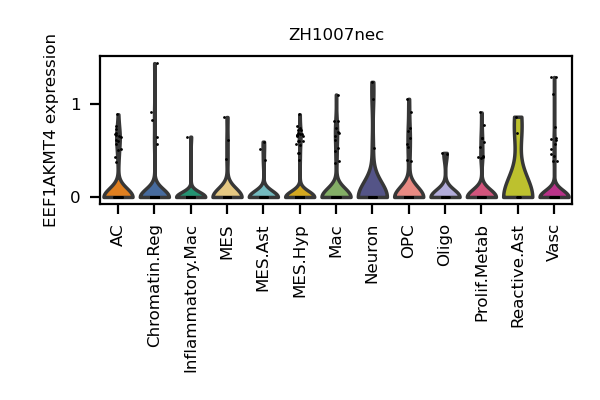 ZH1007nec
EEF1AKMT4 expression
1
0
AC
Chromatin.Reg
Inflammatory.Mac
MES
MES.Ast
MES.Hyp
Mac
Neuron
OPC
Oligo
Prolif.Metab
Reactive.Ast
Vasc